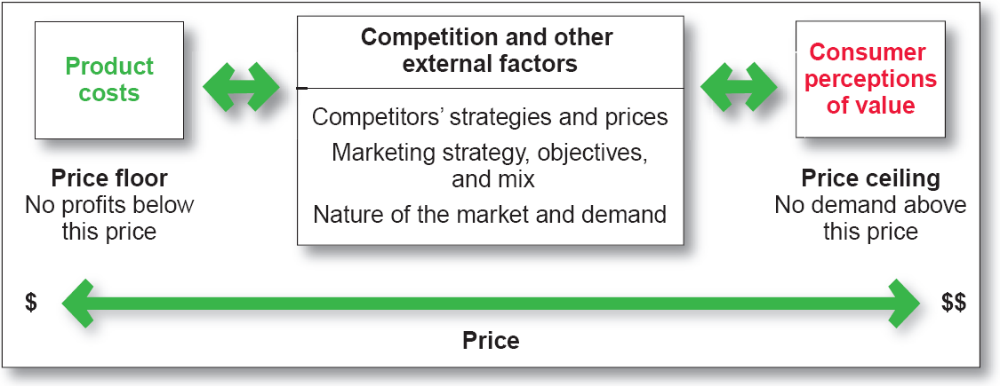 Product
costs
Price floor
No profits below
this price
Competition and other
external factors
Competitors’ strategies and prices
Marketing strategy, objectives,
and mix
Nature of the market and demand
Consumer
perceptions
of value
Price ceiling
No demand above
this price
$
$$
Price